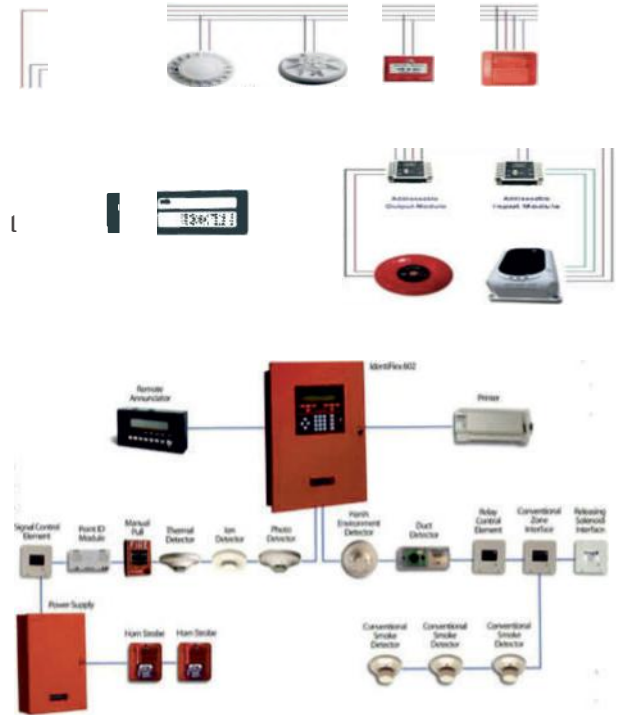 Addressable
Output Module
Addressable
Input Module
IdentiFlex 602
Remote
Annunciator
Printer
Signal Control
Element
Point ID
Module
Manual
Pull
Thermal
Detector
Ion
Detector
Photo
Detector
Harsh
Environment
Detector
Duct
Detector
Relay
Control
Element
Conventional
Zone
Interface
Releasing
Solenoid
Interface
Power Supply
Horn Strobe
Horn Strobe
Conventional
Smoke
Detector
Conventional
Smoke
Detector
Conventional
Smoke
Detector